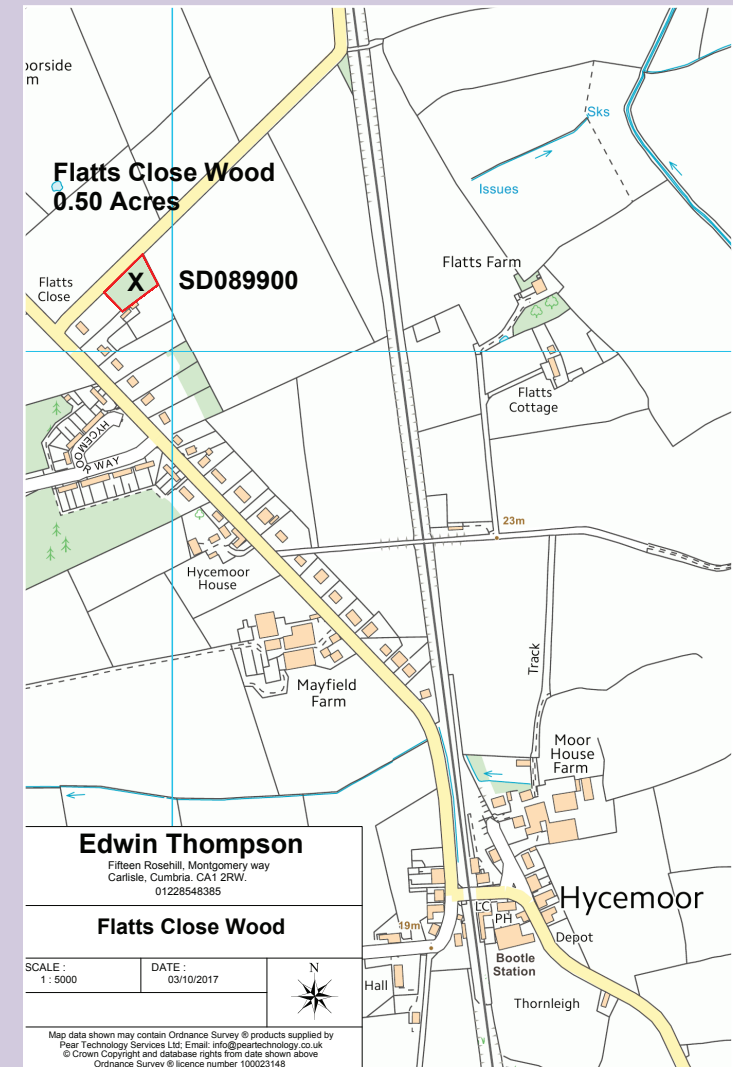 oorside
m
Flatts Close Wood
0.50 Acres
Sks
Issues
Flatts
Close
X
SD089900
Flatts Farm
Flatts
Cottage
HYCEMOOR WAY
23m
Hycemoor
House
Mayfield
Farm
Track
Moor
House
Farm
Edwin Thompson
Fifteen Rosehill, Montgomery way
Carlisle, Cumbria. CA1 2RW.
01228548385
Flatts Close Wood
SCALE :
1 : 5000
DATE :
03/10/2017
N
Map data shown may contain Ordnance Survey ® products supplied by
Pear Technology Services Ltd; Email: info@peartechnology.co.uk
© Crown Copyright and database rights from date shown above
Ordnance Survey ® licence number 100023148
Hycemoor
LC
PH
19m
Depot
Bootle
Station
Hall
Thornleigh